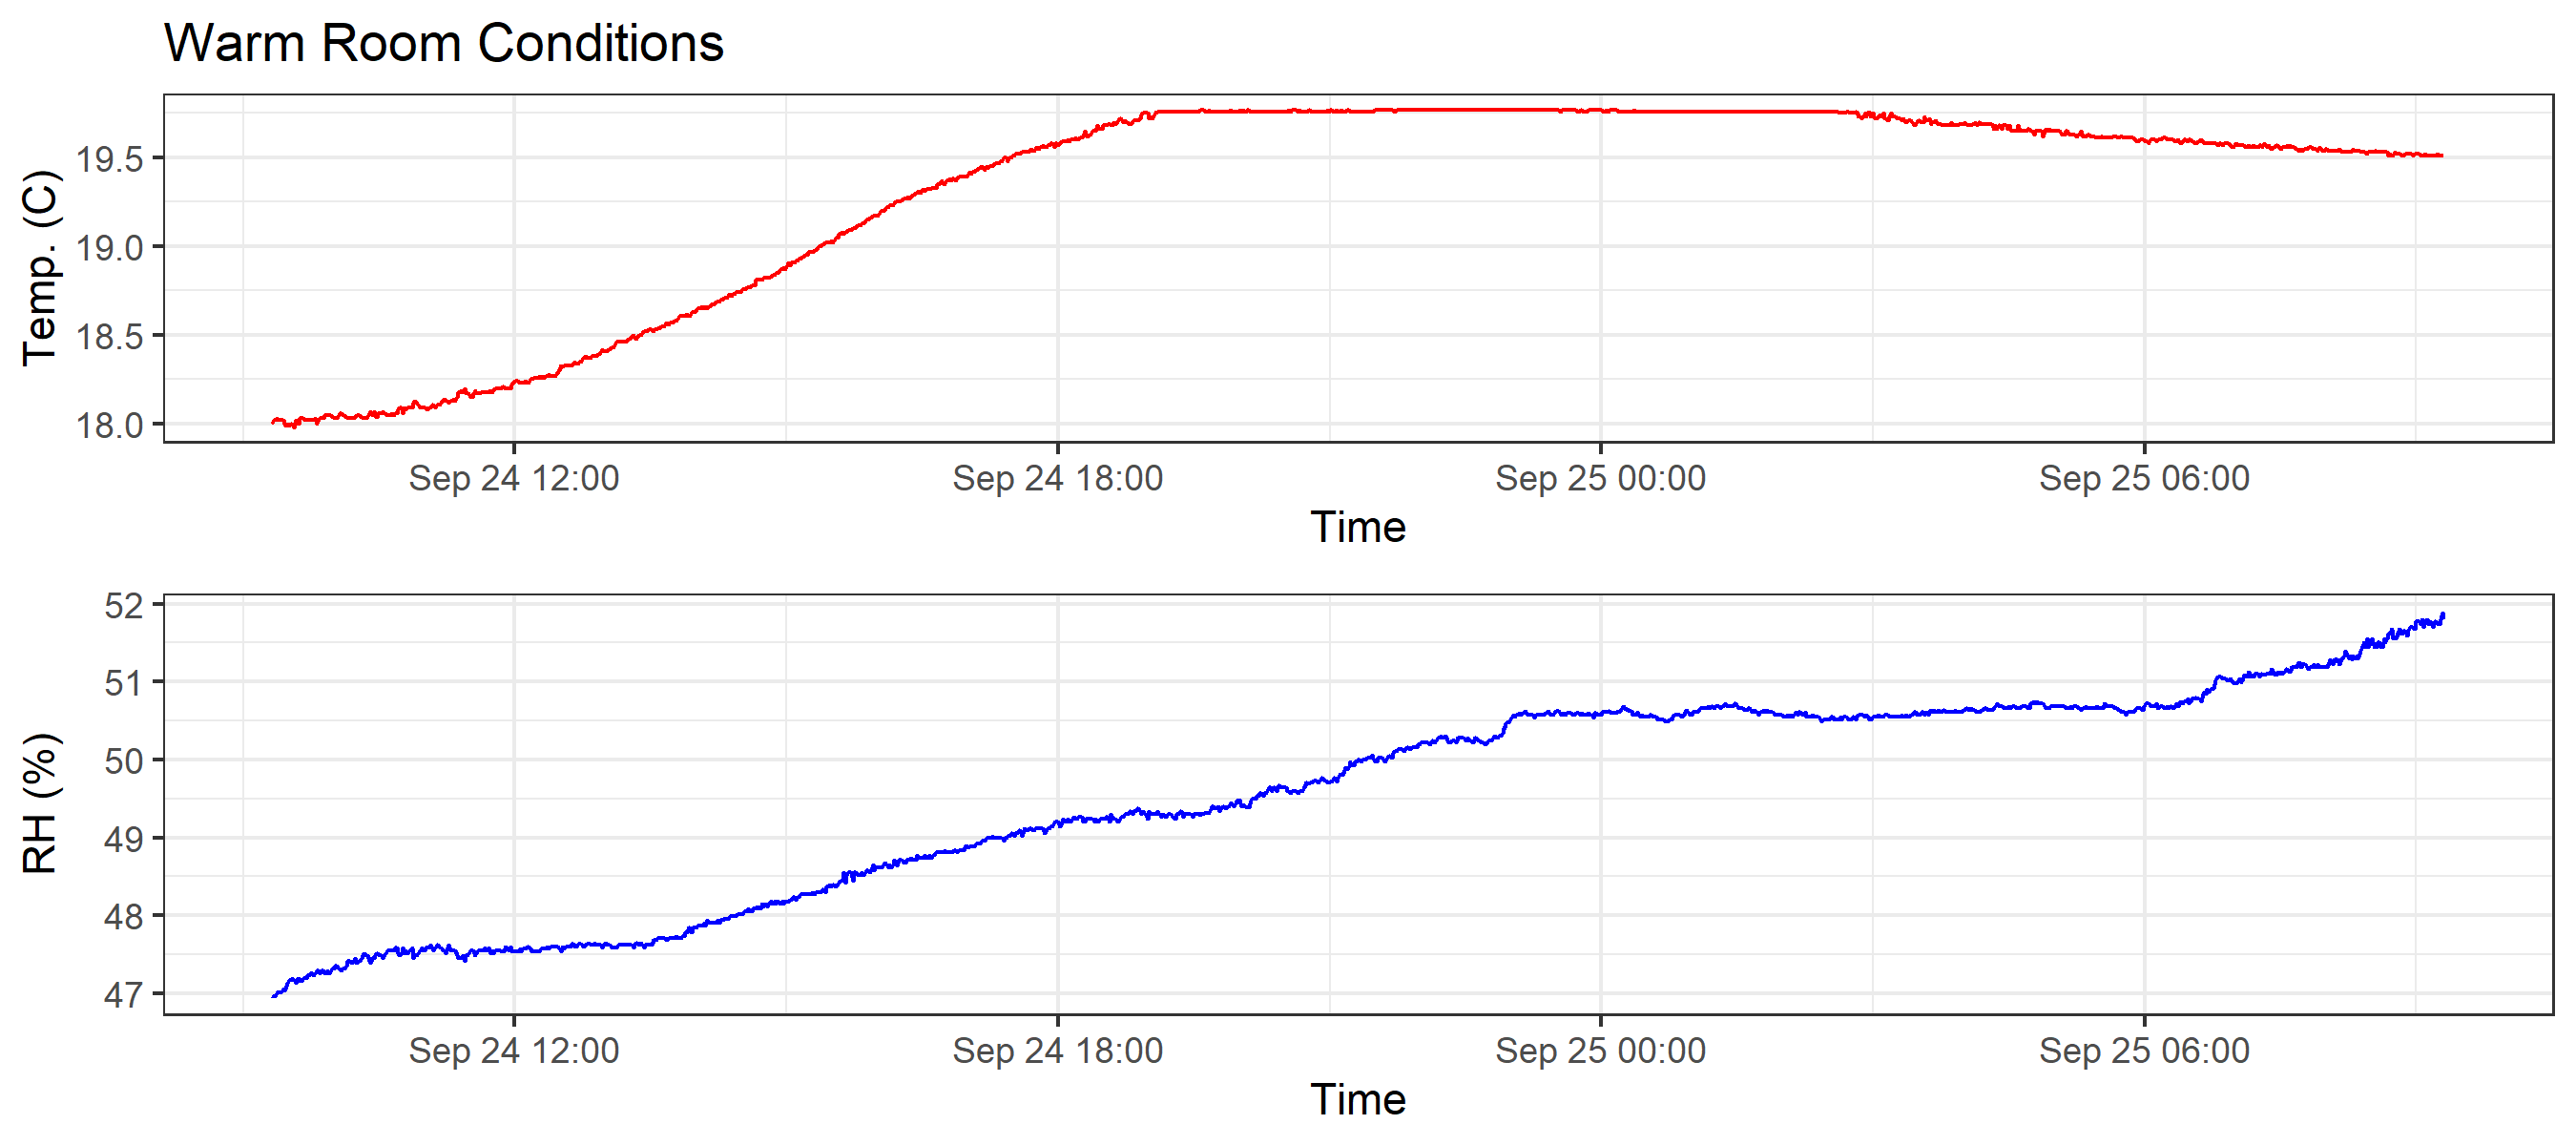 Warm Room Conditions
Temp. (C)
19.5
19.0
18.5
18.0
Sep 24 12:00 Sep 24 18:00 Sep 25 00:00 Sep 25 06:00
Time
RH (%)
52
51
50
49
48
47
Sep 24 12:00 Sep 24 18:00 Sep 25 00:00 Sep 25 06:00
Time